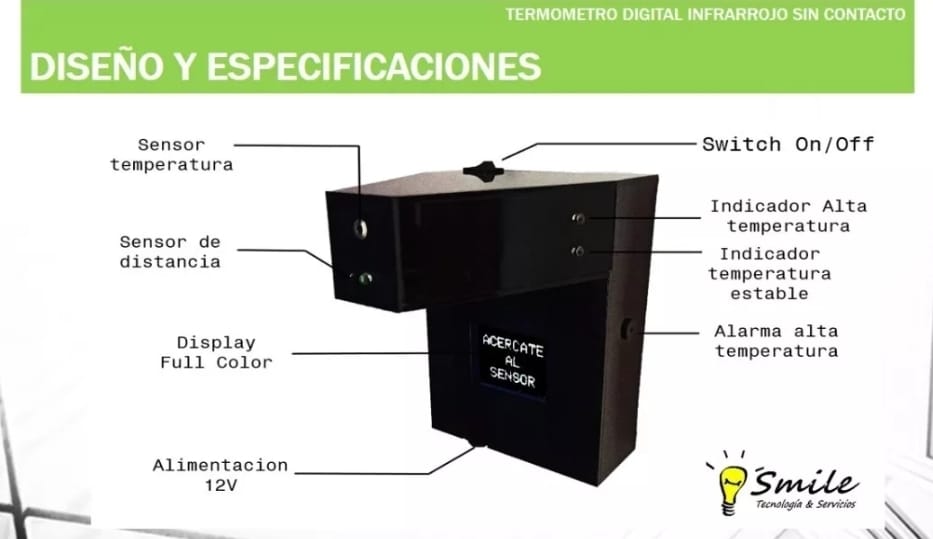 TERMOMETRO DIGITAL INFRARROJO SIN CONTACTO
DISEÑO Y ESPECIFICACIONES
Sensor
temperatura
Switch On/Off
Indicador Alta
temperatura
Sensor de
distancia
Indicador
temperatura
estable
Alarma alta
temperatura
Display
Full Color
ACERCATE
AL
SENSOR
Alimentacion
12V
Smile
Tecnología & Servicios